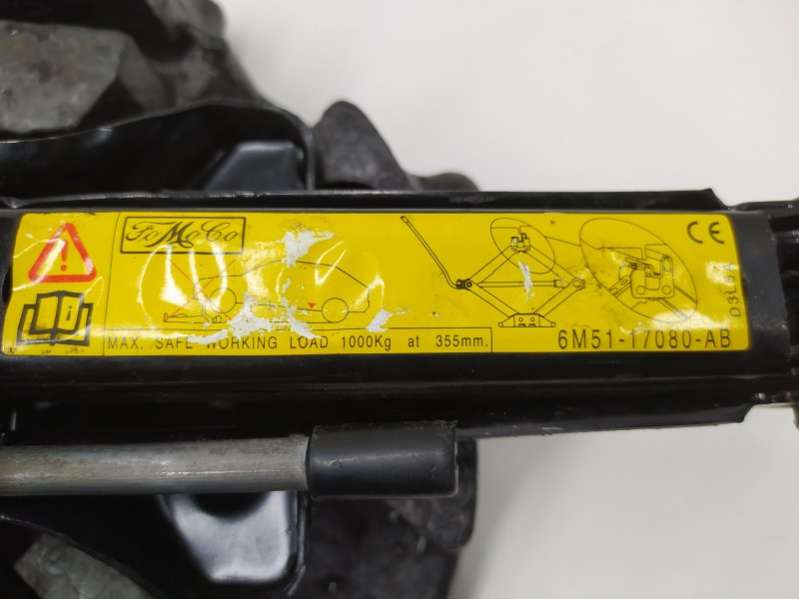 FoMoCo
CE
MAX. SAFE WORKING LOAD 1000Kg at 355mm.
6M51-17080-AB